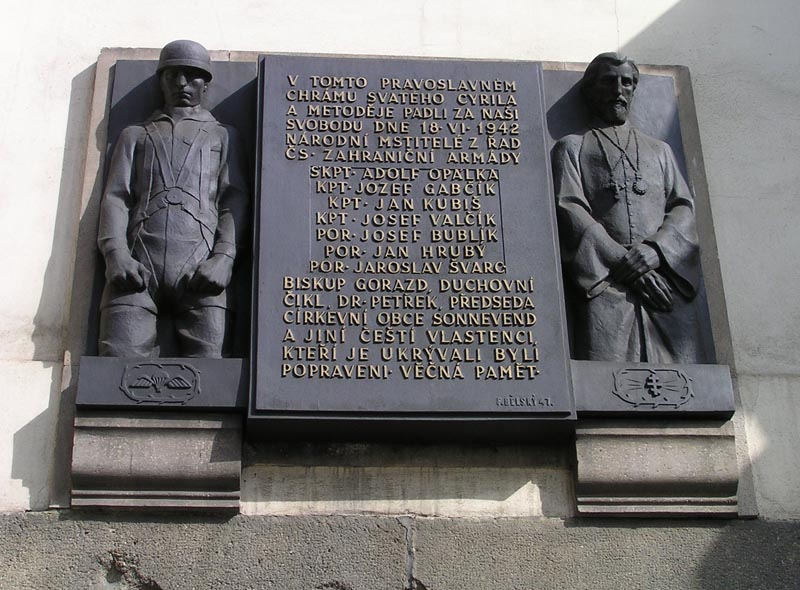 V TOMTO PRAVOSLAVNÉM
CHRÁMU SVATÉHO CYRILA
A METODĚJE PADLI ZA NAŠI
SVOBODU DNE 18·VI·1942
NÁRODNÍ MSTITELÉ Z ŘAD
ČS· ZAHRANIČNÍ ARMÁDY
ŠKPT· ADOLF OPÁLKA
KPT· JOZEF GABČÍK
KPT· JAN KUBIŠ
KPT· JOSEF VALČÍK
POR· JOSEF BUBLÍK
POR· JAN HRUBÝ
POR· JAROSLAV ŠVARC
BISKUP GORAZD, DUCHOVNÍ
ČIKL, DR· PETŘEK, PŘEDSEDA
CÍRKEVNÍ OBCE SONNEVEND
A JINÍ ČEŠTÍ VLASTENCI,
KTEŘÍ JE UKRÝVALI BYLI
POPRAVENI· VĚČNÁ PAMĚT·
F·BĚLSKÝ 47·